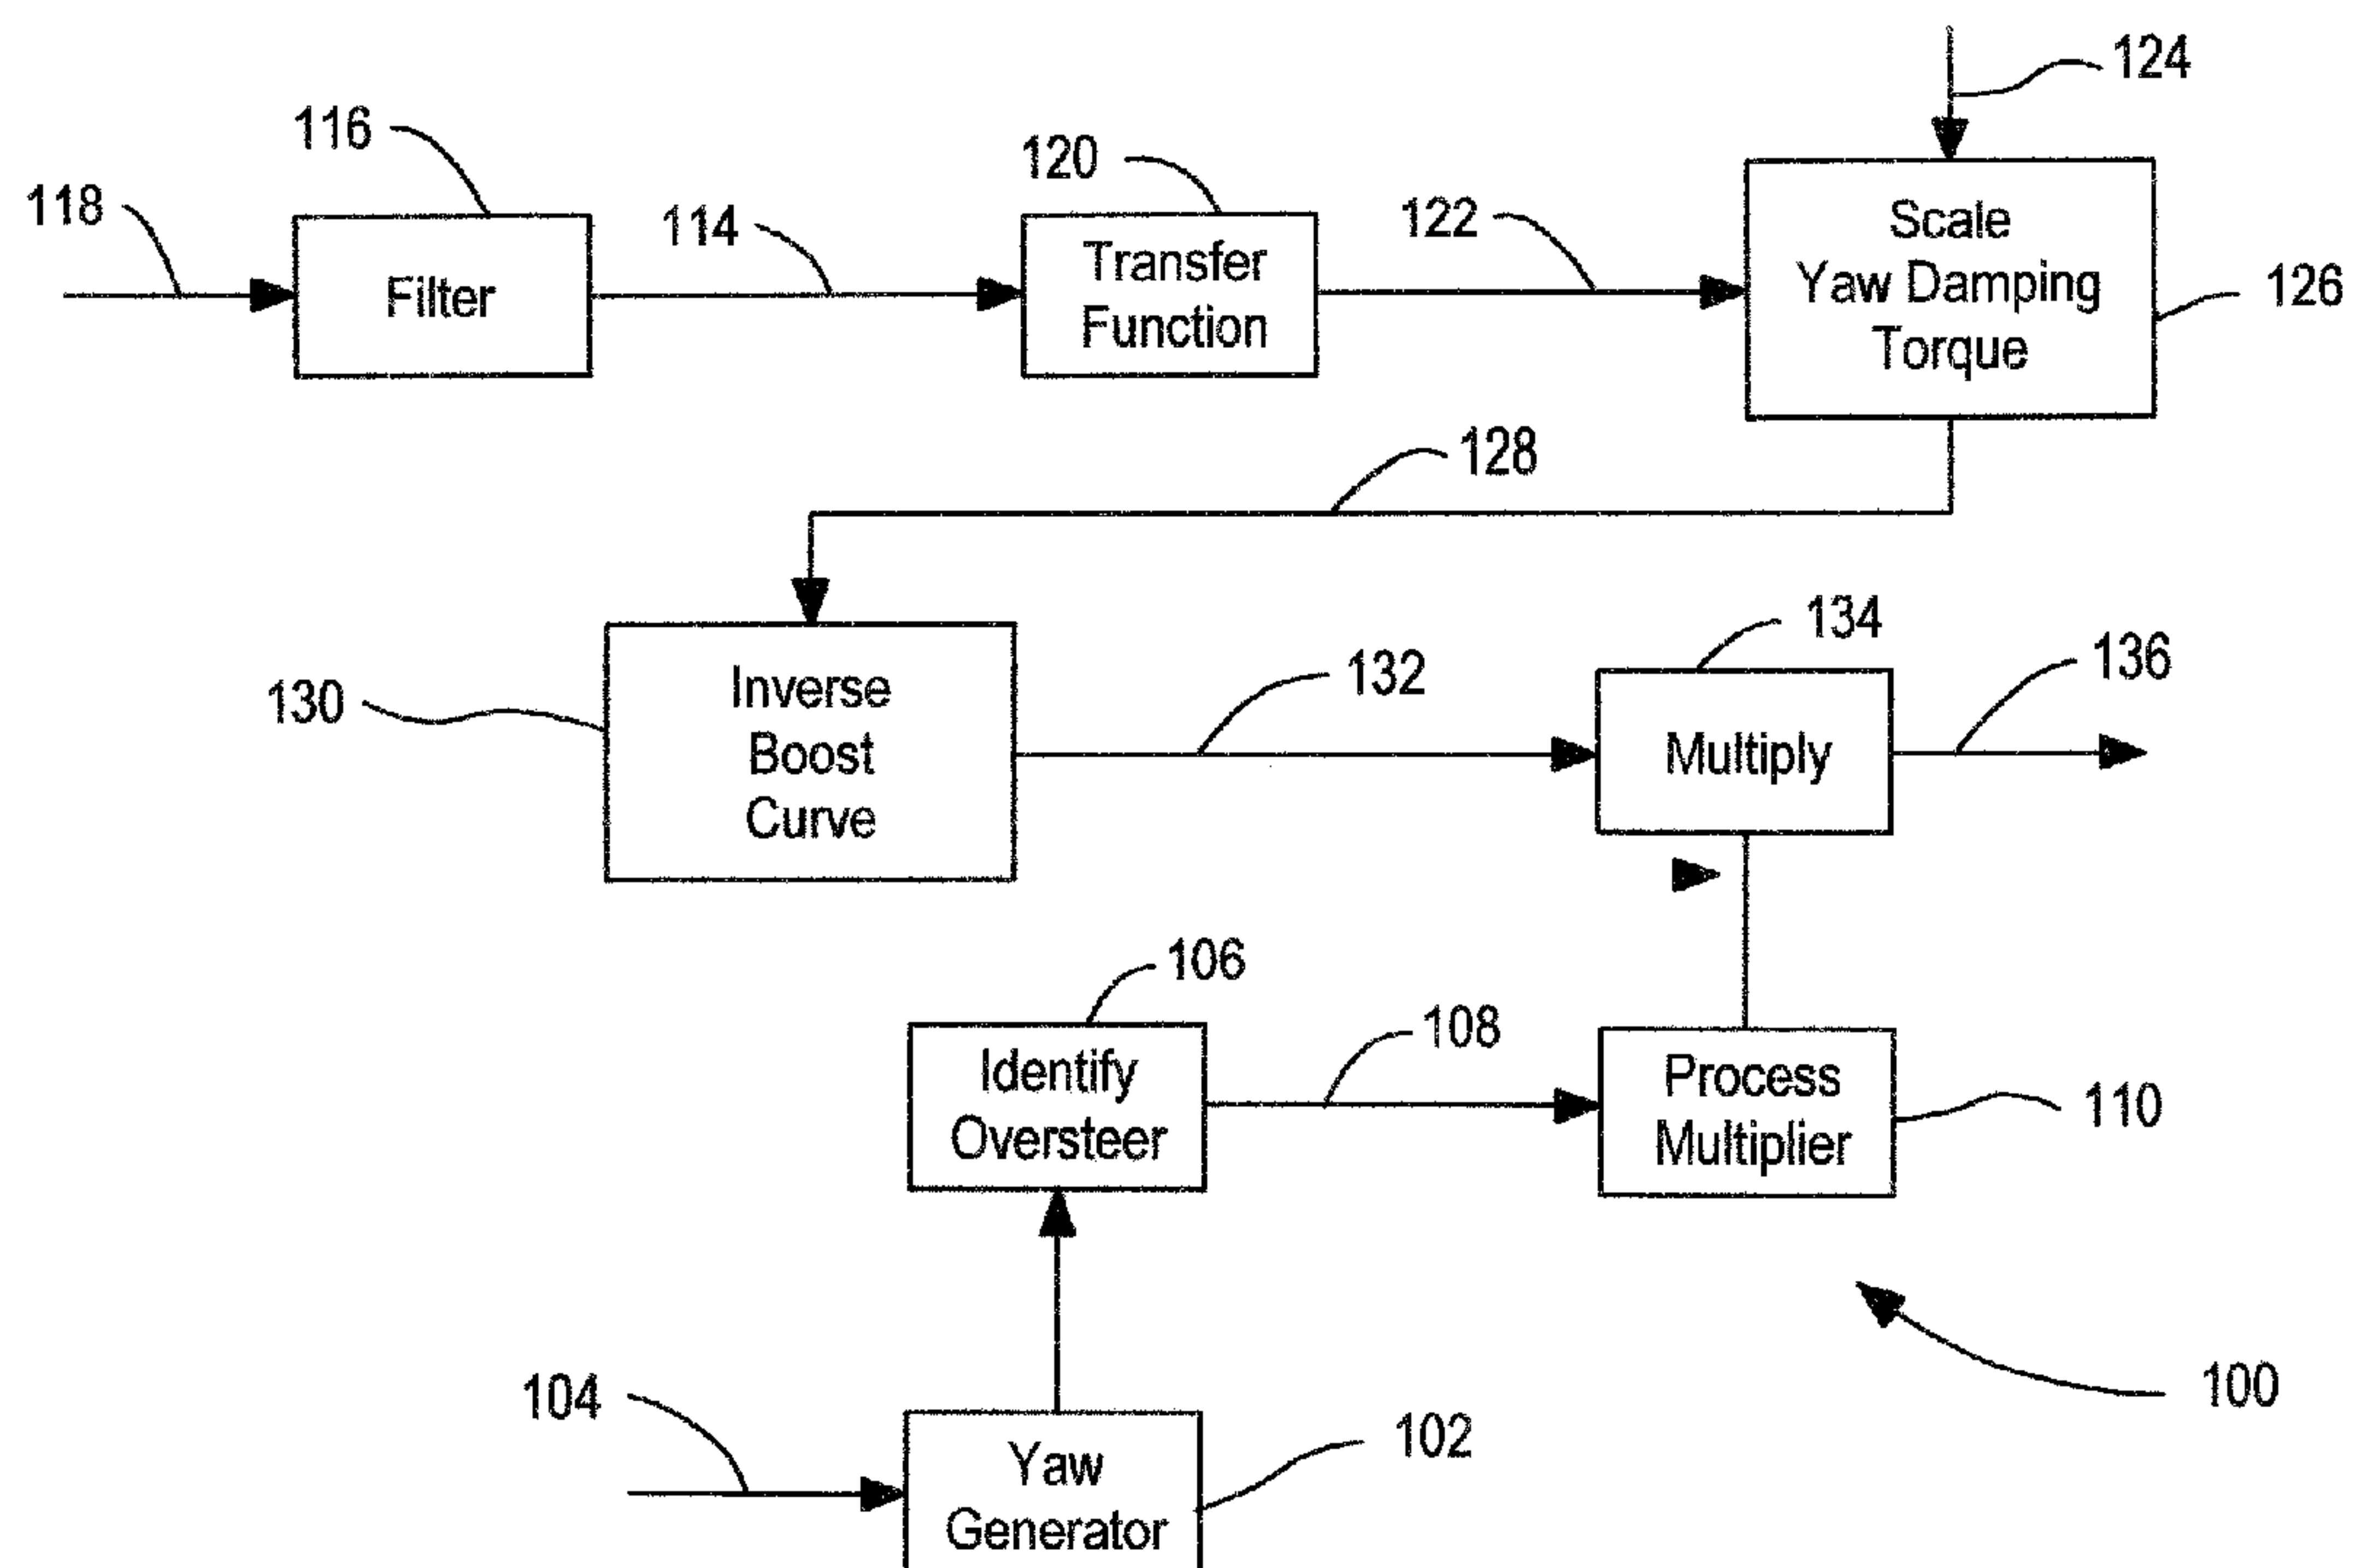 124
116
120
118
114
122
Filter
Transfer
Function
Scale
Yaw Damping
Torque
126
128
134
136
132
130
Inverse
Boost
Curve
Multiply
106
108
Identify
Oversteer
Process
Multiplier
110
100
104
102
Yaw
Generator